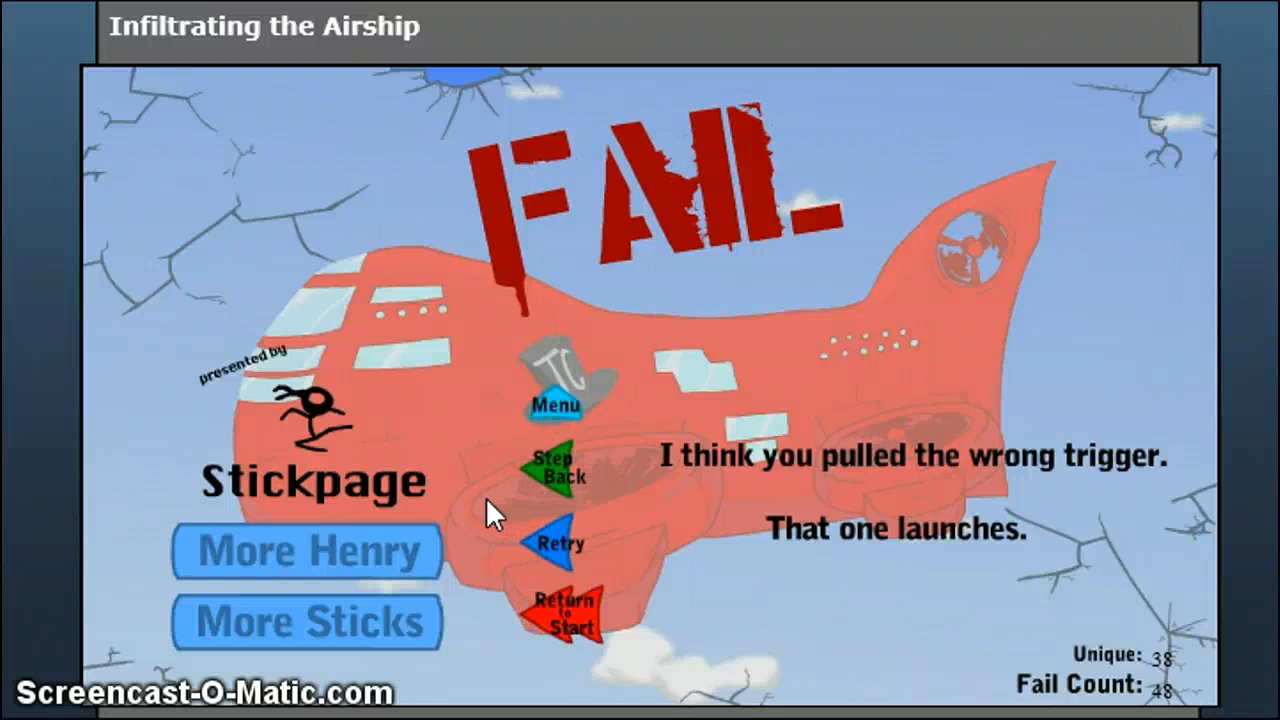 Infiltrating the Airship
FAIL
presented by
Stickpage
More Henry
More Sticks
TC
Menu
Step
Back
Retry
Return
to
Start
I think you pulled the wrong trigger.
That one launches.
Unique: 38
Fail Count: 48
Screencast-O-Matic.com